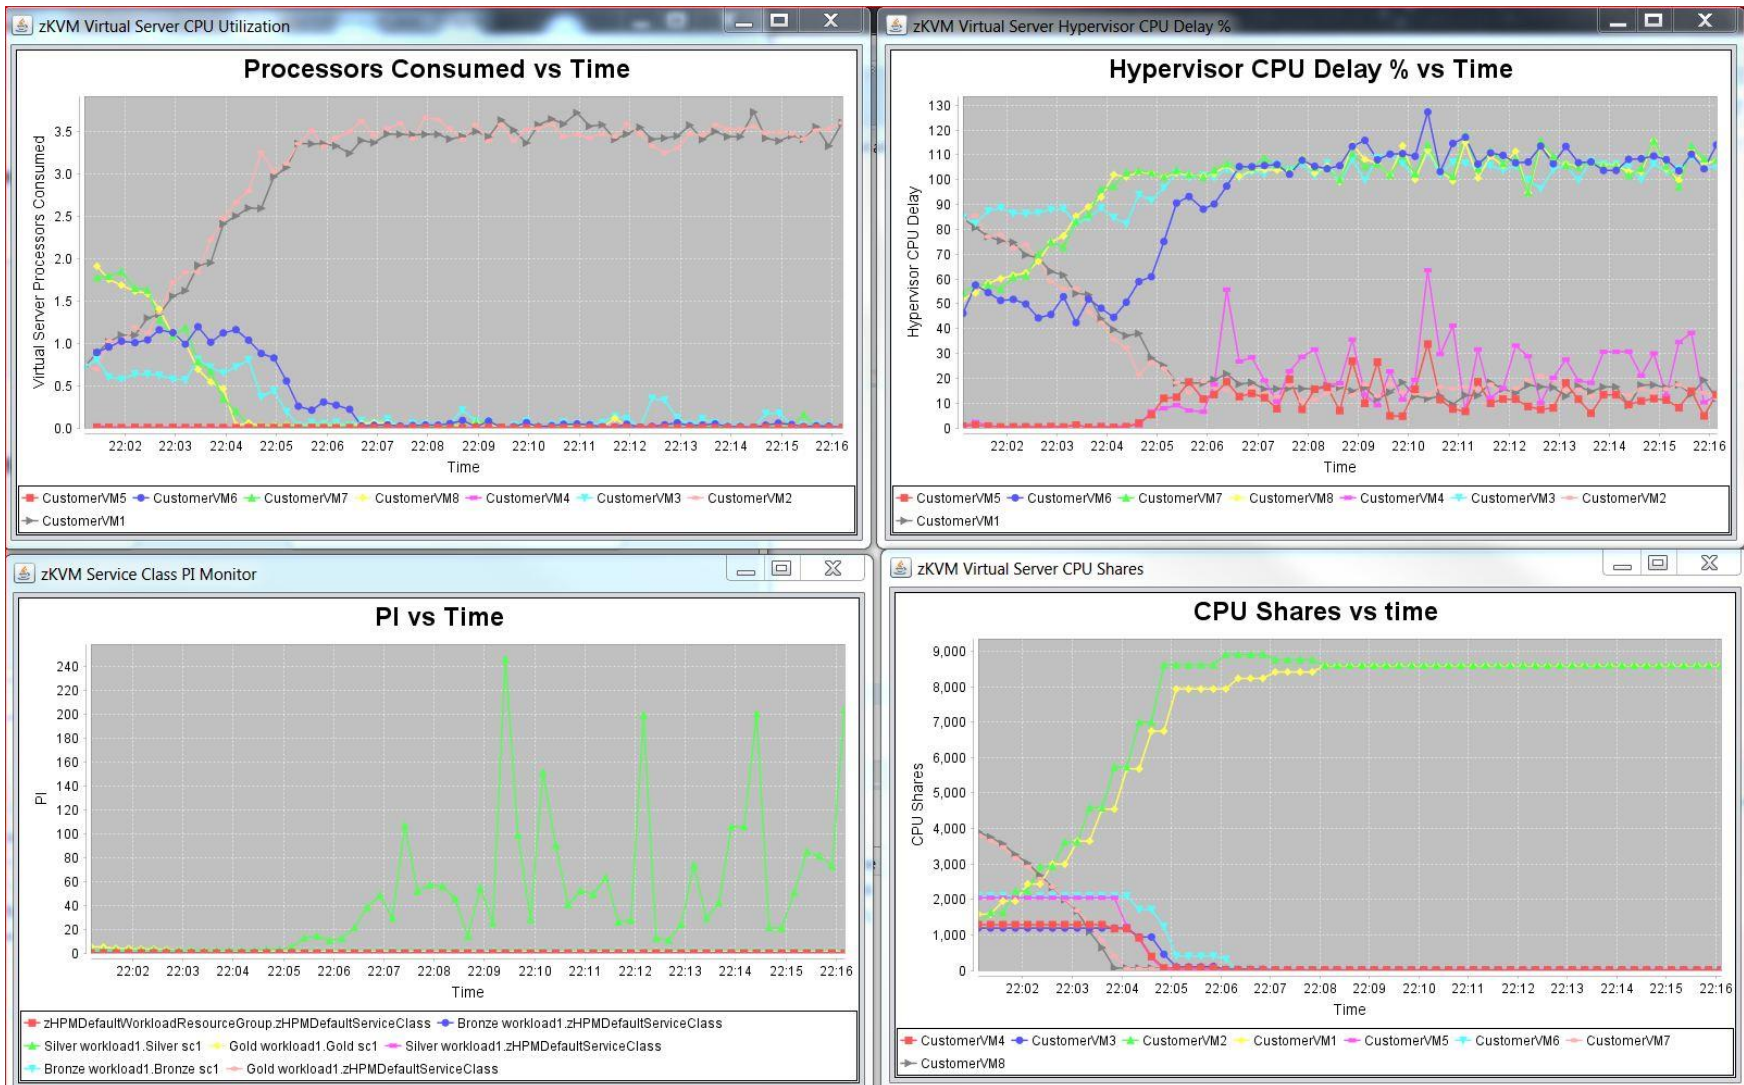 zKVM Virtual Server CPU Utilization
Processors Consumed vs Time
Virtual Server Processors Consumed
3.5
3.0
2.5
2.0
1.5
1.0
0.5
0.0
22:02 22:03 22:04 22:05 22:06 22:07 22:08 22:09 22:10 22:11 22:12 22:13 22:14 22:15 22:16
Time
CustomerVM5 CustomerVM6 CustomerVM7 CustomerVM8 CustomerVM4 CustomerVM3 CustomerVM2
CustomerVM1
zKVM Virtual Server Hypervisor CPU Delay %
Hypervisor CPU Delay % vs Time
Hypervisor CPU Delay
130
120
110
100
90
80
70
60
50
40
30
20
10
0
22:02 22:03 22:04 22:05 22:06 22:07 22:08 22:09 22:10 22:11 22:12 22:13 22:14 22:15 22:16
Time
CustomerVM5 CustomerVM6 CustomerVM7 CustomerVM8 CustomerVM4 CustomerVM3 CustomerVM2
CustomerVM1
zKVM Service Class PI Monitor
PI vs Time
PI
240
220
200
180
160
140
120
100
80
60
40
20
0
22:02 22:03 22:04 22:05 22:06 22:07 22:08 22:09 22:10 22:11 22:12 22:13 22:14 22:15 22:16
Time
zHPMDefaultWorkloadResourceGroup.zHPMDefaultServiceClass Bronze workload1.zHPMDefaultServiceClass
Silver workload1.Silver sc1 Gold workload1.Gold sc1 Silver workload1.zHPMDefaultServiceClass
Bronze workload1.Bronze sc1 Gold workload1.zHPMDefaultServiceClass
zKVM Virtual Server CPU Shares
CPU Shares vs time
CPU Shares
9,000
8,000
7,000
6,000
5,000
4,000
3,000
2,000
1,000
0
22:02 22:03 22:04 22:05 22:06 22:07 22:08 22:09 22:10 22:11 22:12 22:13 22:14 22:15 22:16
Time
CustomerVM4 CustomerVM3 CustomerVM2 CustomerVM1 CustomerVM5 CustomerVM6 CustomerVM7
CustomerVM8